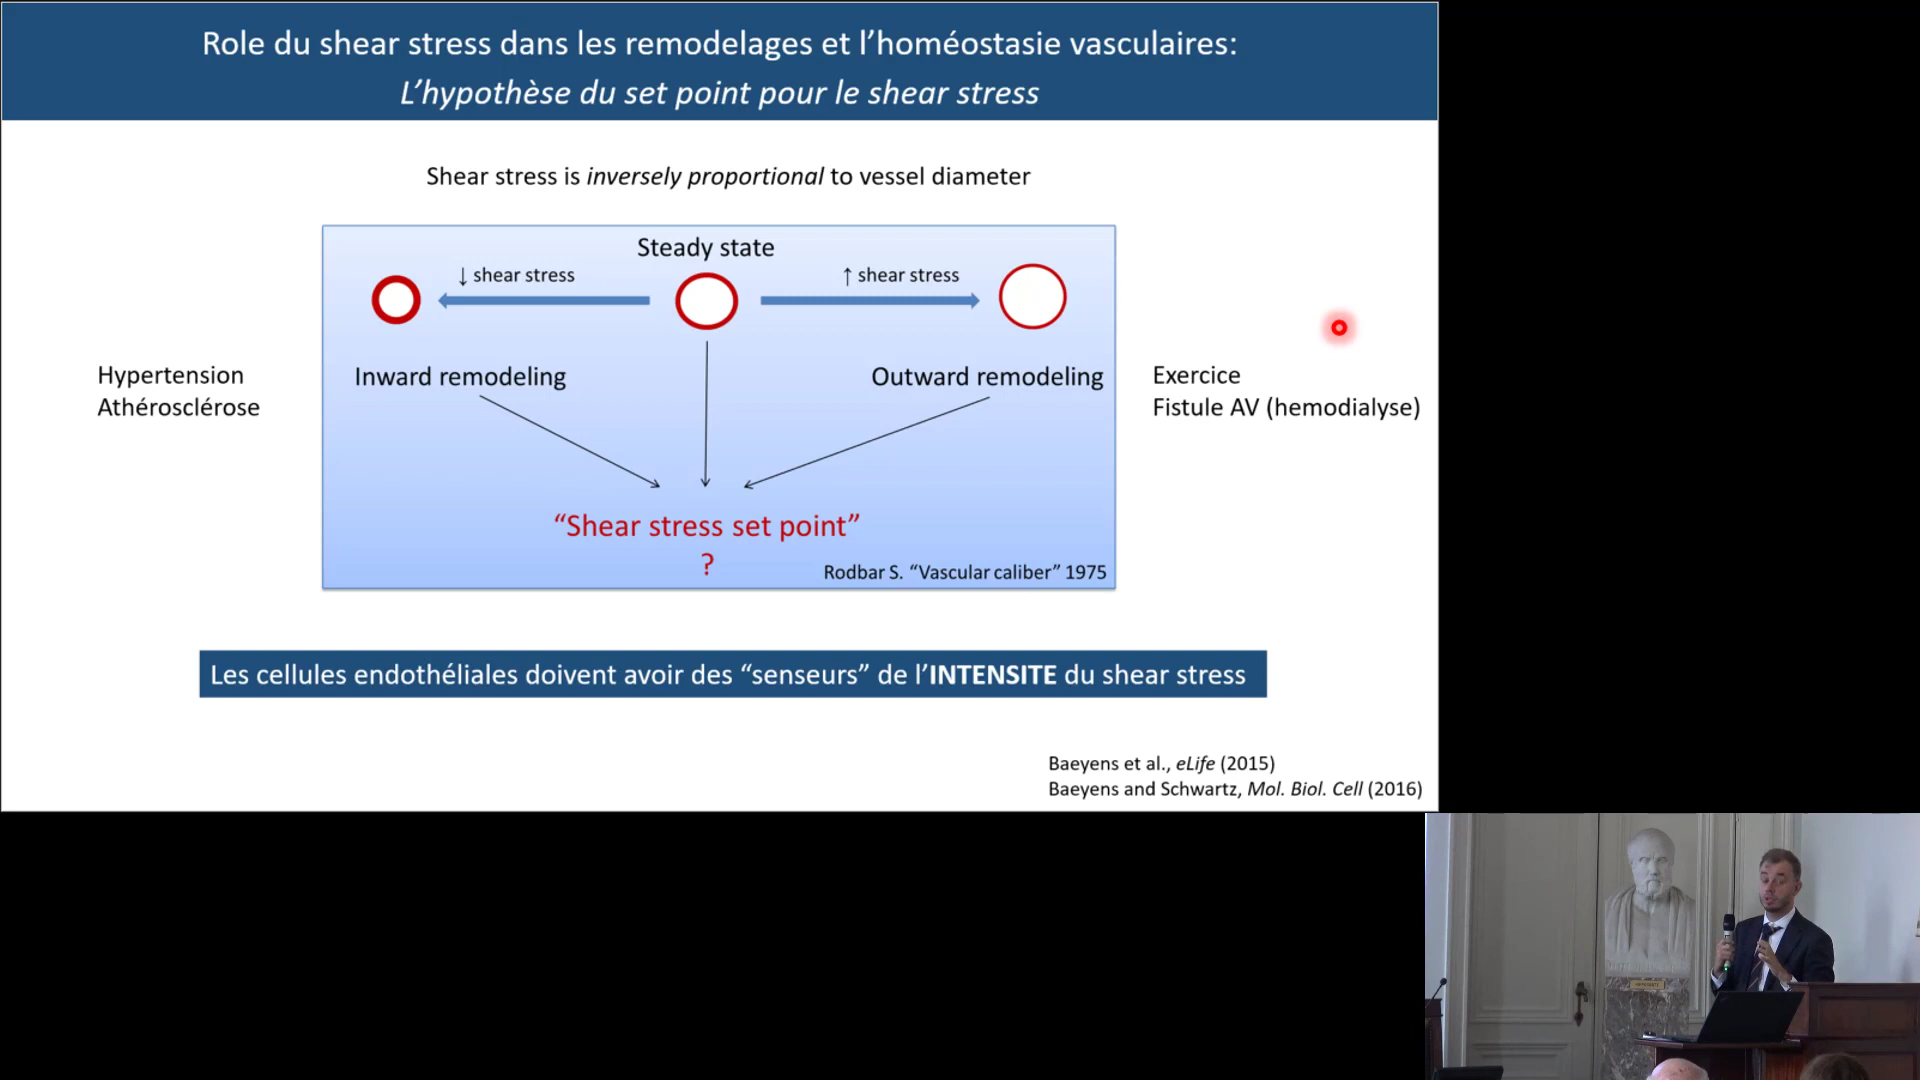 Role du shear stress dans les remodelages et l'homéostasie vasculaires:
L'hypothèse du set point pour le shear stress
Shear stress is inversely proportional to vessel diameter
Steady state
↓ shear stress
↑ shear stress
Inward remodeling
Outward remodeling
Hypertension
Athérosclérose
Exercice
Fistule AV (hemodialyse)
“Shear stress set point”
?
Rodbar S. “Vascular caliber” 1975
Les cellules endothéliales doivent avoir des “senseurs” de l'INTENSITE du shear stress
Baeyens et al., eLife (2015)
Baeyens and Schwartz, Mol. Biol. Cell (2016)